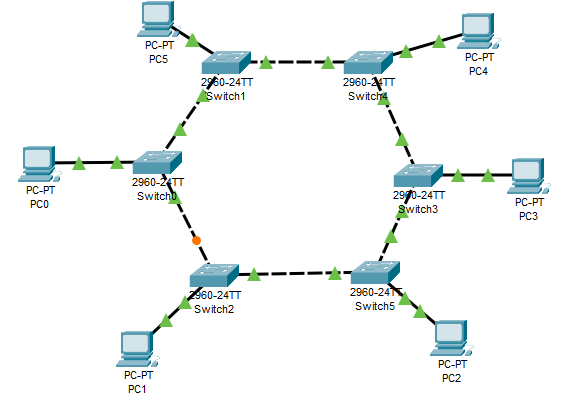 PC-PT
PC5
2960-24TT
Switch1
2960-24TT
Switch4
PC-PT
PC4
PC-PT
PC0
2960-24TT
Switch0
2960-24TT
Switch3
PC-PT
PC3
2960-24TT
Switch2
2960-24TT
Switch5
PC-PT
PC1
PC-PT
PC2